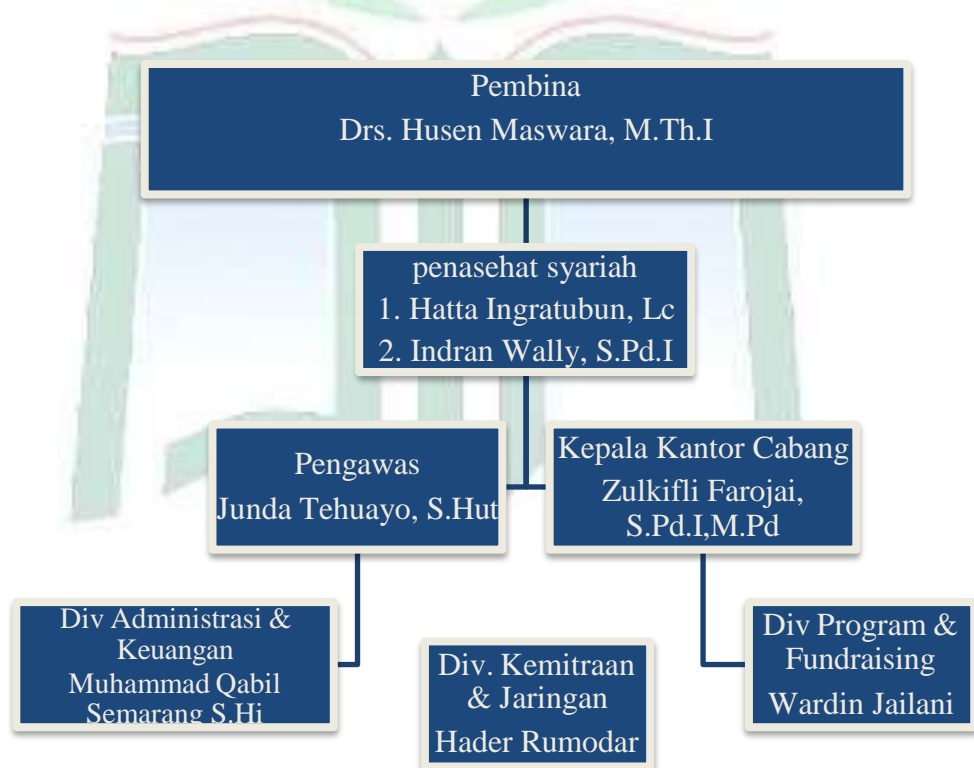 Pembina
Drs. Husen Maswara, M.Th.I
penasehat syariah
1. Hatta Ingratubun, Lc
2. Indran Wally, S.Pd.I
Pengawas
Junda Tehuayo, S.Hut
Kepala Kantor Cabang
Zulkifli Farojai,
S.Pd.I,M.Pd
Div Administrasi &
Keuangan
Muhammad Qabil
Semarang S.Hi
Div. Kemitraan
& Jaringan
Hader Rumodar
Div Program &
Fundraising
Wardin Jailani